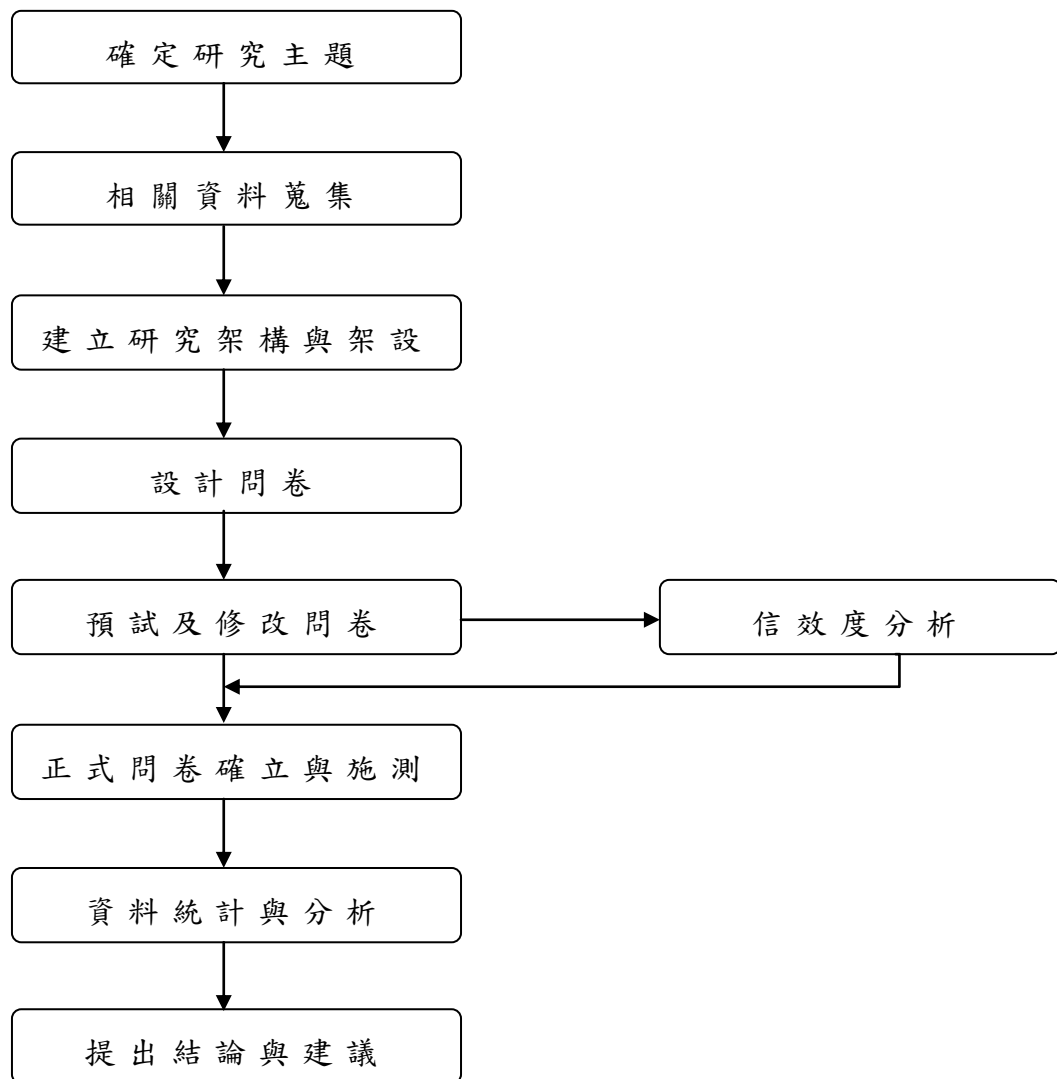 確定研究主題
相關資料蒐集
建立研究架構與架設
設計問卷
預試及修改問卷
信效度分析
正式問卷確立與施測
資料統計與分析
提出結論與建議